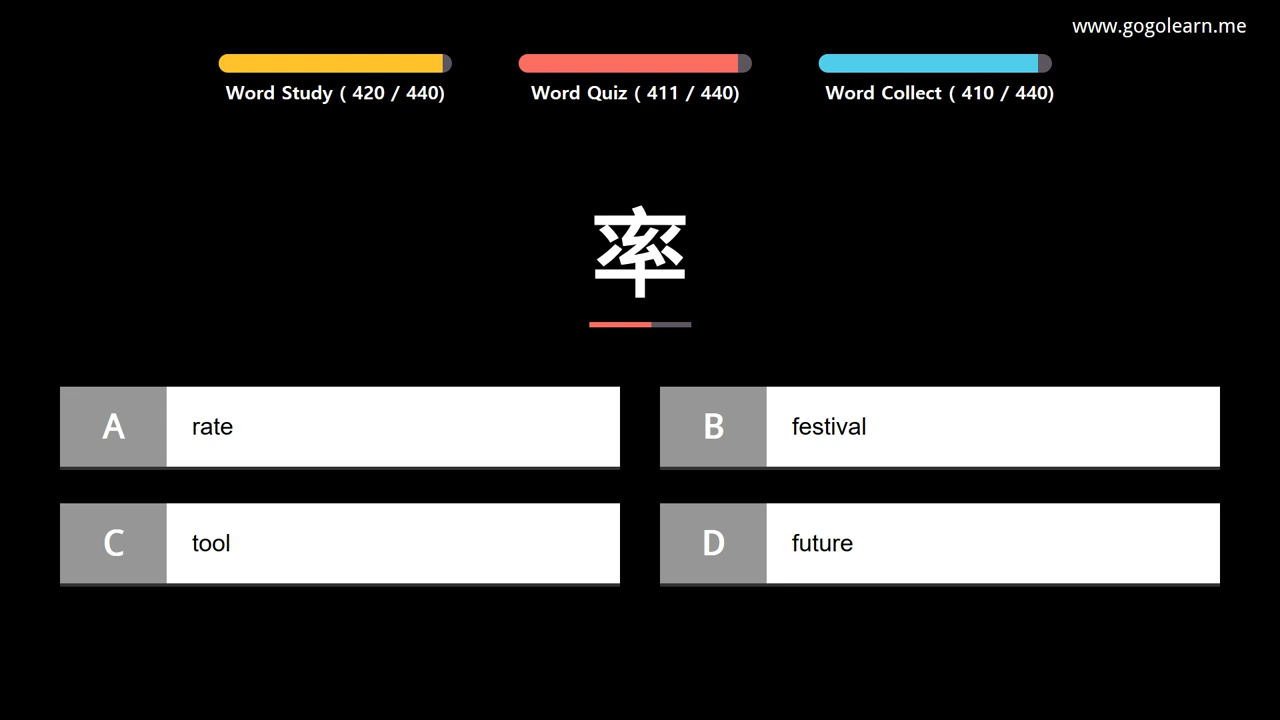 www.gogolearn.me
Word Study ( 420 / 440)
Word Quiz ( 411 / 440)
Word Collect ( 410 / 440)
率
A rate
B festival
C tool
D future